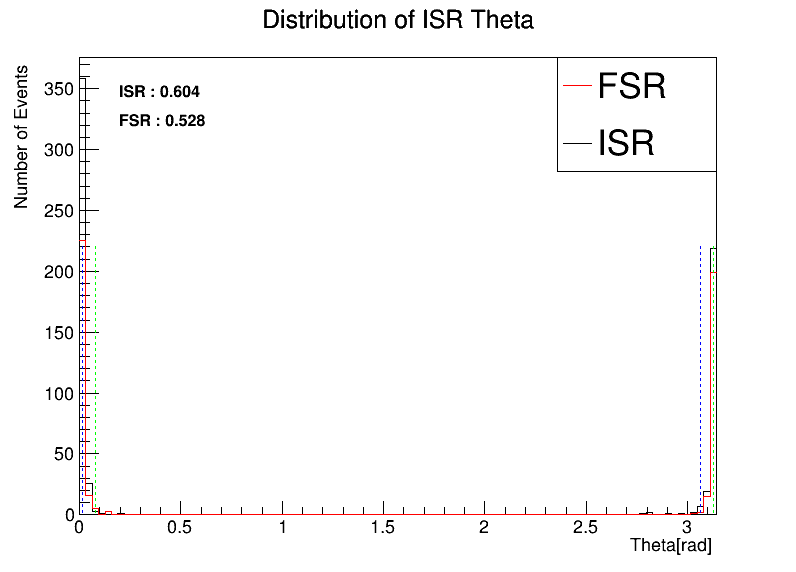 Distribution of ISR Theta
Number of Events
350
300
250
200
150
100
50
0
ISR : 0.604
FSR : 0.528
FSR
ISR
0 0.5 1 1.5 2 2.5 3
Theta[rad]